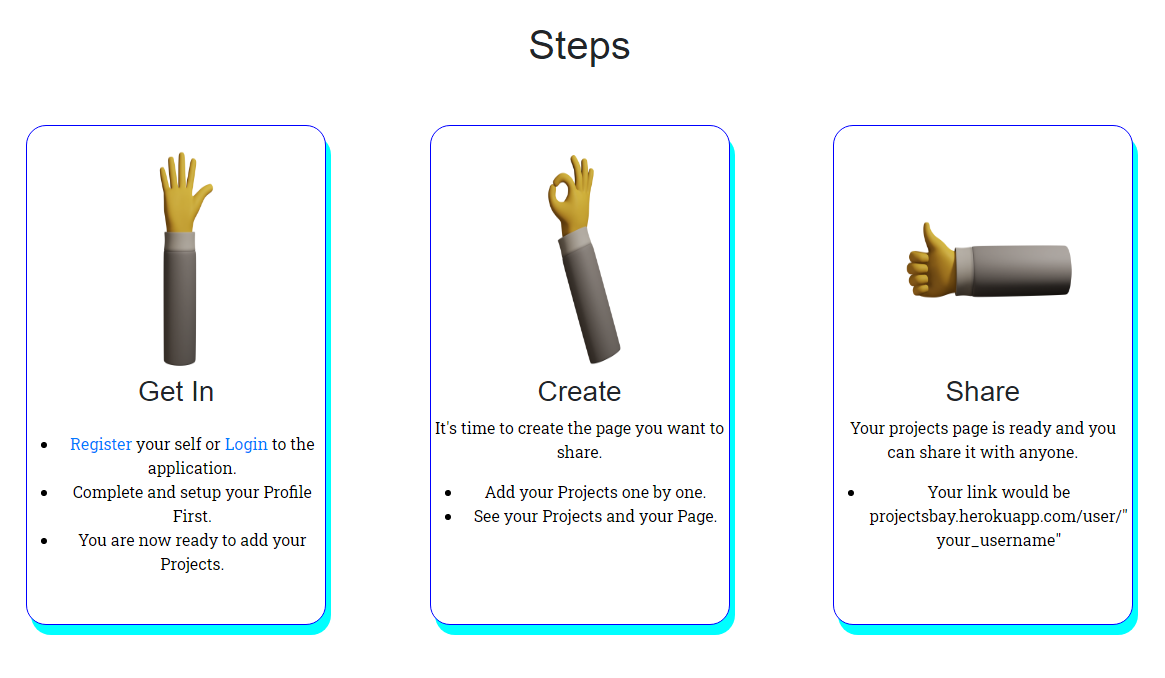 Steps
Get In
Register your self or Login to the
application.
Complete and setup your Profile
First.
You are now ready to add your
Projects.
Create
It's time to create the page you want to
share.
Add your Projects one by one.
See your Projects and your Page.
Share
Your projects page is ready and you
can share it with anyone.
Your link would be
projectsbay.herokuapp.com/user/"
your_username"